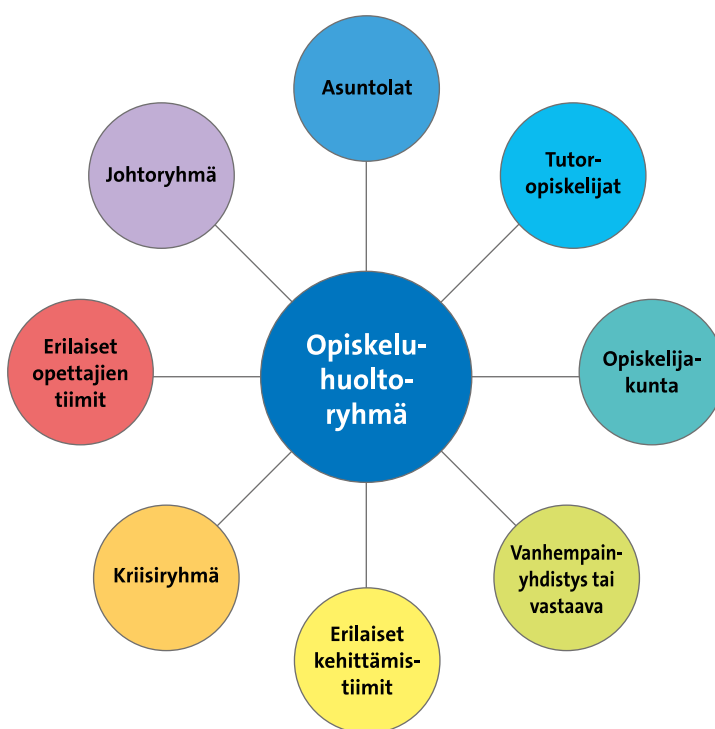 Asuntolat
Johtoryhmä
Tutor-
opiskelijat
Erilaiset
opettajien
tiimit
Opiskelu-
huolto-
ryhmä
Opiskelija-
kunta
Kriisiryhmä
Vanhempain-
yhdistys tai
vastaava
Erilaiset
kehittämis-
tiimit